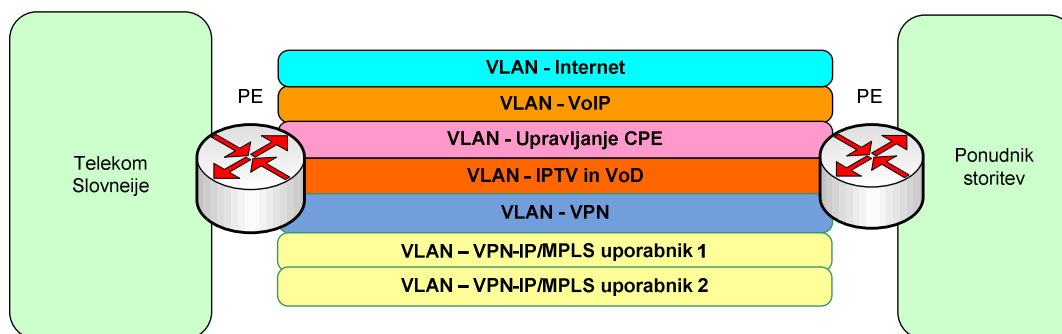 VLAN - Internet
PE
PE
VLAN - VoIP
VLAN - Upravljanje CPE
Telekom
Slovneije
VLAN - IPTV in VoD
Ponudnik
storitev
VLAN - VPN
VLAN – VPN-IP/MPLS uporabnik 1
VLAN – VPN-IP/MPLS uporabnik 2